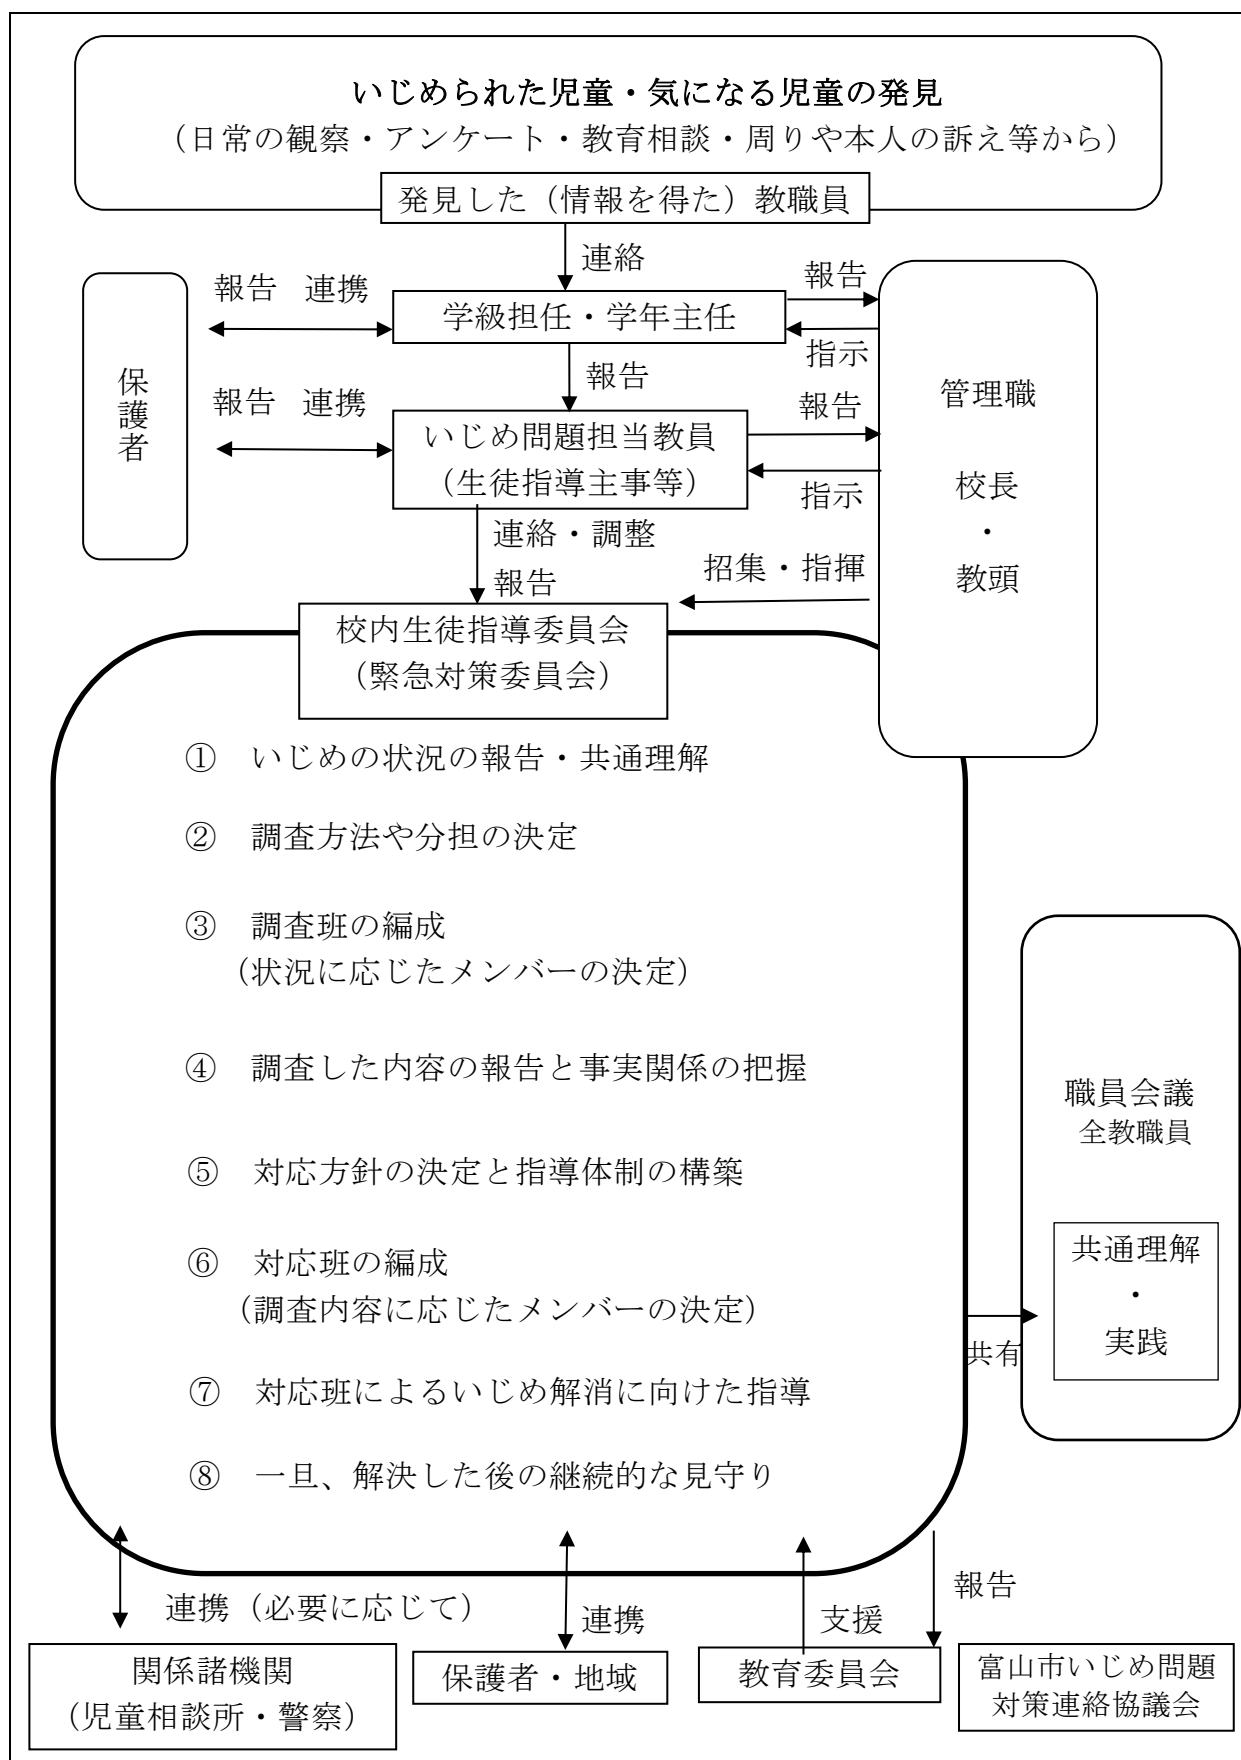 いじめられた児童・気になる児童の発見
（日常の観察・アンケート・教育相談・周りや本人の訴え等から）
発見した（情報を得た）教職員
連絡
報告 連携
学級担任・学年主任
報告
指示
保護者
報告
報告 連携
いじめ問題担当教員
（生徒指導主事等）
報告
指示
管理職
校長
・
教頭
連絡・調整
報告
招集・指揮
校内生徒指導委員会
（緊急対策委員会）
① いじめの状況の報告・共通理解
② 調査方法や分担の決定
③ 調査班の編成
（状況に応じたメンバーの決定）
④ 調査した内容の報告と事実関係の把握
⑤ 対応方針の決定と指導体制の構築
⑥ 対応班の編成
（調査内容に応じたメンバーの決定）
⑦ 対応班によるいじめ解消に向けた指導
⑧ 一旦、解決した後の継続的な見守り
共有
職員会議
全教職員
共通理解
・
実践
連携（必要に応じて）
連携
支援
報告
関係諸機関
（児童相談所・警察）
保護者・地域
教育委員会
富山市いじめ問題
対策連絡協議会